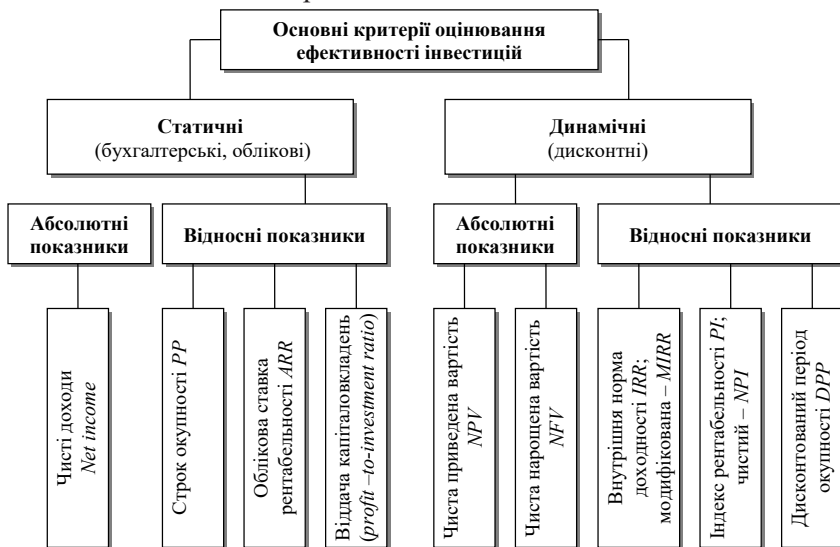 Основні критерії оцінювання
ефективності інвестицій
Статичні
(бухгалтерські, облікові)
Динамічні
(дисконтні)
Абсолютні
показники
Відносні показники
Абсолютні
показники
Відносні показники
Чисті доходи
Net income
Строк окупності PP
Облікова ставка
рентабельності ARR
Віддача капіталовкладень
(profit –to-investment ratio)
Чиста приведена вартість
NPV
Чиста нарощена вартість
NFV
Внутрішня норма
доходності IRR;
модифікована – MIRR
Індекс рентабельності PI;
чистий – NPI
Дисконтований період
окупності DPP